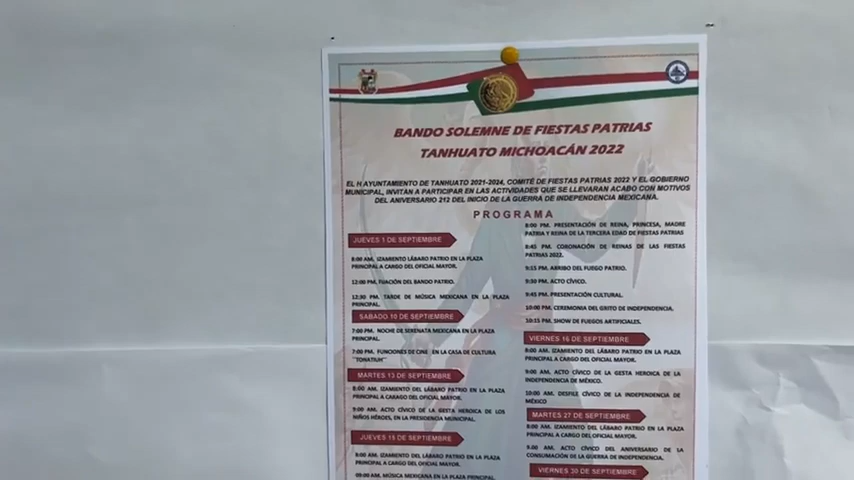 BANDO SOLEMNE DE FIESTAS PATRIAS
TANHUATO MICHOACÁN 2022
EL H AYUNTAMIENTO DE TANHUATO 2021-2024, COMITÉ DE FIESTAS PATRIAS 2022 Y EL GOBIERNO
MUNICIPAL, INVITAN A PARTICIPAR EN LAS ACTIVIDADES QUE SE LLEVARAN ACABO CON MOTIVOS
DEL ANIVERSARIO 212 DEL INICIO DE LA GUERRA DE INDEPENDENCIA MEXICANA.
PROGRAMA
JUEVES 1 DE SEPTIEMBRE
8:00 AM. IZAMIENTO LÁBARO PATRIO EN LA PLAZA
PRINCIPAL A CARGO DEL OFICIAL MAYOR.
12:00 PM. FIJACIÓN DEL BANDO PATRIO.
12:30 PM. TARDE DE MÚSICA MEXICANA EN LA PLAZA
PRINCIPAL.
SABADO 10 DE SEPTIEMBRE
7:00 PM. NOCHE DE SERENATA MEXICANA EN LA PLAZA
PRINCIPAL.
7:00 PM. FUNCIONES DE CINE EN LA CASA DE CULTURA
"TONATIUH"
MARTES 13 DE SEPTIEMBRE
8:00 AM. IZAMIENTO DEL LÁBARO PATRIO EN LA PLAZA
PRINCIPAL A CARAGO DEL OFICIAL MAYOR.
9:00 AM. ACTO CÍVICO DE LA GESTA HEROICA DE LOS
NIÑOS HÉROES, EN LA PRESIDENCIA MUNICIPAL.
JUEVES 15 DE SEPTIEMBRE
8:00 AM. IZAMIENTO DEL LÁBARO PATRIO EN LA PLAZA
PRINCIPAL A CARGO DEL OFICIAL MAYOR.
09:00 AM. MÚSICA MEXICANA EN LA PLAZA PRINCIPAL.
8:00 PM. PRESENTACIÓN DE REINA, PRINCESA, MADRE
PATRIA Y REINA DE LA TERCERA EDAD DE FIESTAS PATRIAS
8:45 PM. CORONACIÓN DE REINAS DE LAS FIESTAS
PATRIAS 2022.
9:15 PM. ARRIBO DEL FUEGO PATRIO.
9:30 PM. ACTO CÍVICO.
9:45 PM. PRESENTACIÓN CULTURAL.
10:00 PM. CEREMONIA DEL GRITO DE INDEPENDENCIA.
10:15 PM. SHOW DE FUEGOS ARTIFICIALES.
VIERNES 16 DE SEPTIEMBRE
8:00 AM. IZAMIENTO DEL LÁBARO PATRIO EN LA PLAZA
PRINCIPAL A CARGO DEL OFICIAL MAYOR.
9:00 AM. ACTO CÍVICO DE LA GESTA HEROICA DE LA
INDEPENDENCIA DE MÉXICO.
10:00 AM. DESFILE CÍVICO DE LA INDEPENDENCIA DE
MÉXICO
MARTES 27 DE SEPTIEMBRE
8:00 AM. IZAMIENTO DEL LÁBARO PATRIO EN LA PLAZA
PRINCIPAL A CARGO DEL OFICIAL MAYOR.
9.00 AM. ACTO CÍVICO DEL ANIVERSARIO DE LA
CONSUMACIÓN DE LA GUERRA DE INDEPENDENCIA.
VIERNES 30 DE SEPTIEMBRE